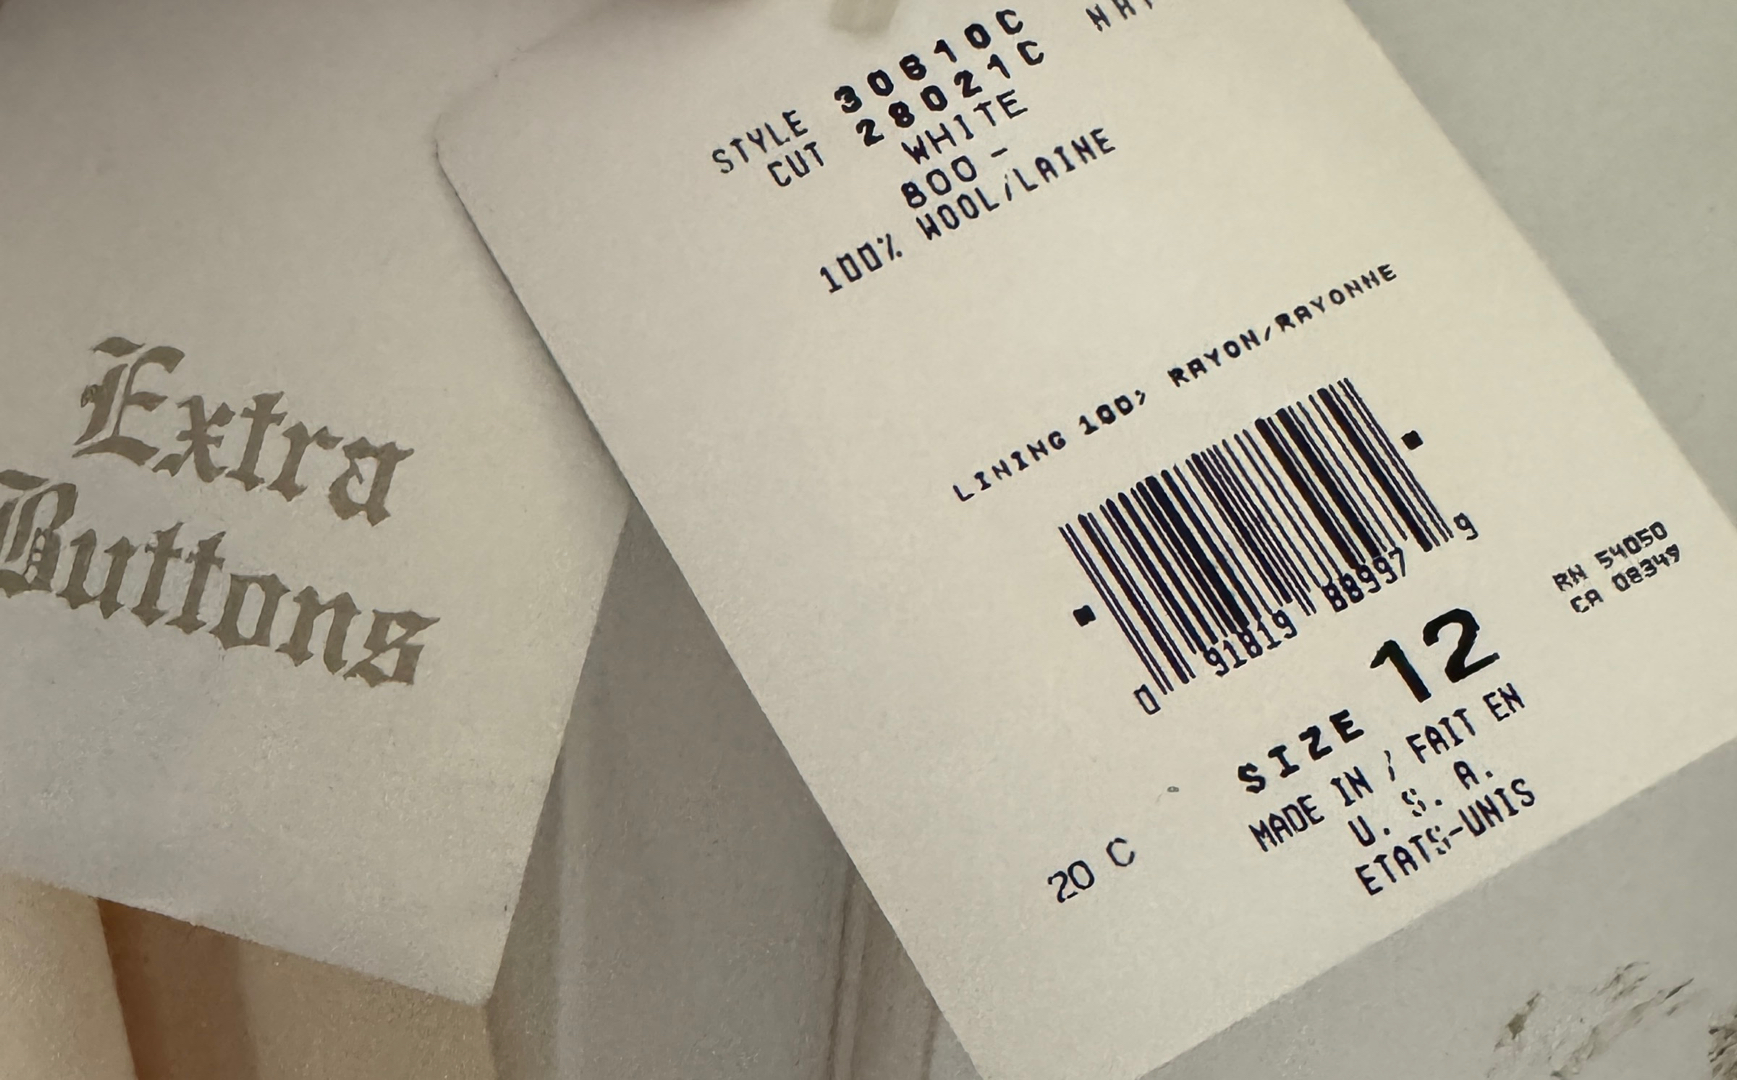 Extra
Buttons
STYLE 30610C
CUT 28021C
WHITE
800 -
100% WOOL/LAINE
LINING 100% RAYON/RAYONNE
0 91819 88997 9
RN 54050
CA 08349
SIZE 12
MADE IN / FAIT EN
U. S. A.
ETATS-UNIS
20 C